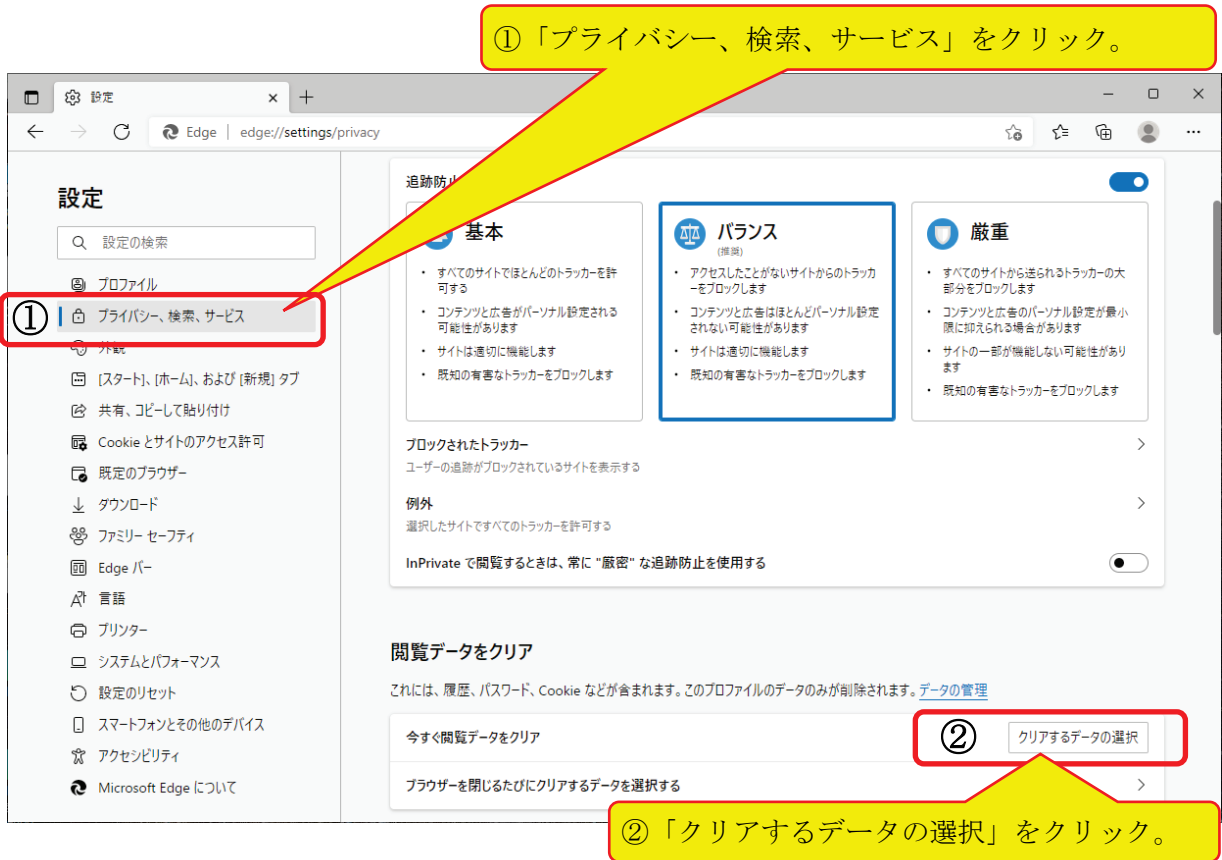 ①「プライバシー、検索、サービス」をクリック。
設定
Edge
edge://settings/privacy
設定
設定の検索
プロファイル
①
プライバシー、検索、サービス
外観
[スタート]、[ホーム]、および [新規] タブ
共有、コピーして貼り付け
Cookie とサイトのアクセス許可
既定のブラウザー
ダウンロード
ファミリー セーフティ
Edge バー
言語
プリンター
システムとパフォーマンス
設定のリセット
スマートフォンとその他のデバイス
アクセシビリティ
Microsoft Edge について
追跡防止
基本
• すべてのサイトでほとんどのトラッカーを許
可する
• コンテンツと広告がパーソナル設定される
可能性があります
• サイトは適切に機能します
• 既知の有害なトラッカーをブロックします
バランス
(推奨)
• アクセスしたことがないサイトからのトラッカ
ーをブロックします
• コンテンツと広告はほとんどパーソナル設定
されない可能性があります
• サイトは適切に機能します
• 既知の有害なトラッカーをブロックします
厳重
• すべてのサイトから送られるトラッカーの大
部分をブロックします
• コンテンツと広告のパーソナル設定が最小
限に抑えられる場合があります
• サイトの一部が機能しない可能性があり
ます
• 既知の有害なトラッカーをブロックします
ブロックされたトラッカー
ユーザーの追跡がブロックされているサイトを表示する
例外
選択したサイトですべてのトラッカーを許可する
InPrivate で閲覧するときは、常に "厳密" な追跡防止を使用する
閲覧データをクリア
これには、履歴、パスワード、Cookie などが含まれます。このプロファイルのデータのみが削除されます。データの管理
今すぐ閲覧データをクリア
②
クリアするデータの選択
ブラウザーを閉じるたびにクリアするデータを選択する
②「クリアするデータの選択」をクリック。